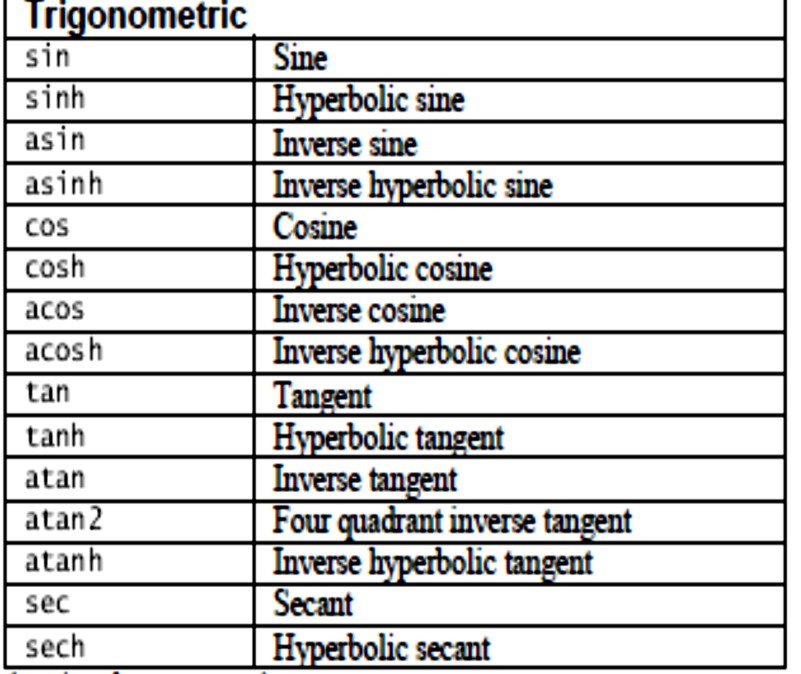 Trigonometric
sin Sine
sinh Hyperbolic sine
asin Inverse sine
asinh Inverse hyperbolic sine
cos Cosine
cosh Hyperbolic cosine
acos Inverse cosine
acosh Inverse hyperbolic cosine
tan Tangent
tanh Hyperbolic tangent
atan Inverse tangent
atan2 Four quadrant inverse tangent
atanh Inverse hyperbolic tangent
sec Secant
sech Hyperbolic secant